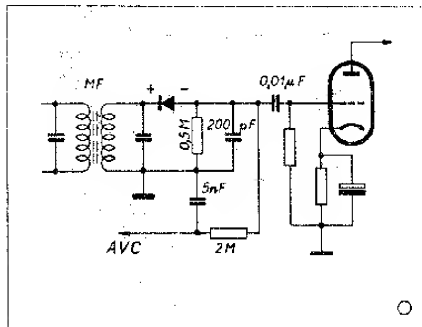 MF
+ -
0,01µF
0,5M
200 pF
5nF
AVC
2M